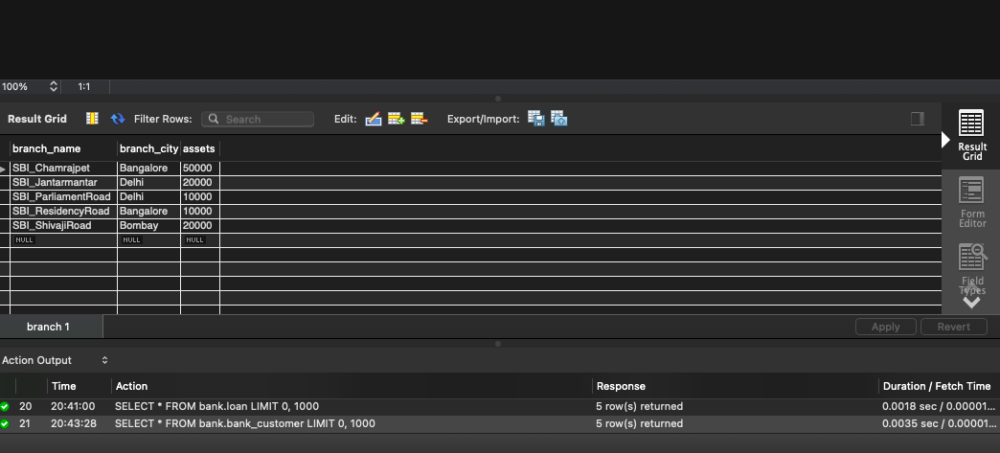 100% 1:1
Result Grid Filter Rows: Search Edit: Export/Import:
Result Grid
Form Editor
Field Types
branch_name branch_city assets
SBI_Chamrajpet Bangalore 50000
SBI_Jantarmantar Delhi 20000
SBI_ParliamentRoad Delhi 10000
SBI_ResidencyRoad Bangalore 10000
SBI_ShivajiRoad Bombay 20000
NULL NULL NULL
branch 1 Apply Revert
Action Output
Time Action Response Duration / Fetch Time
20 20:41:00 SELECT * FROM bank.loan LIMIT 0, 1000 5 row(s) returned 0.0018 sec / 0.00001...
21 20:43:28 SELECT * FROM bank.bank_customer LIMIT 0, 1000 5 row(s) returned 0.0035 sec / 0.00001...